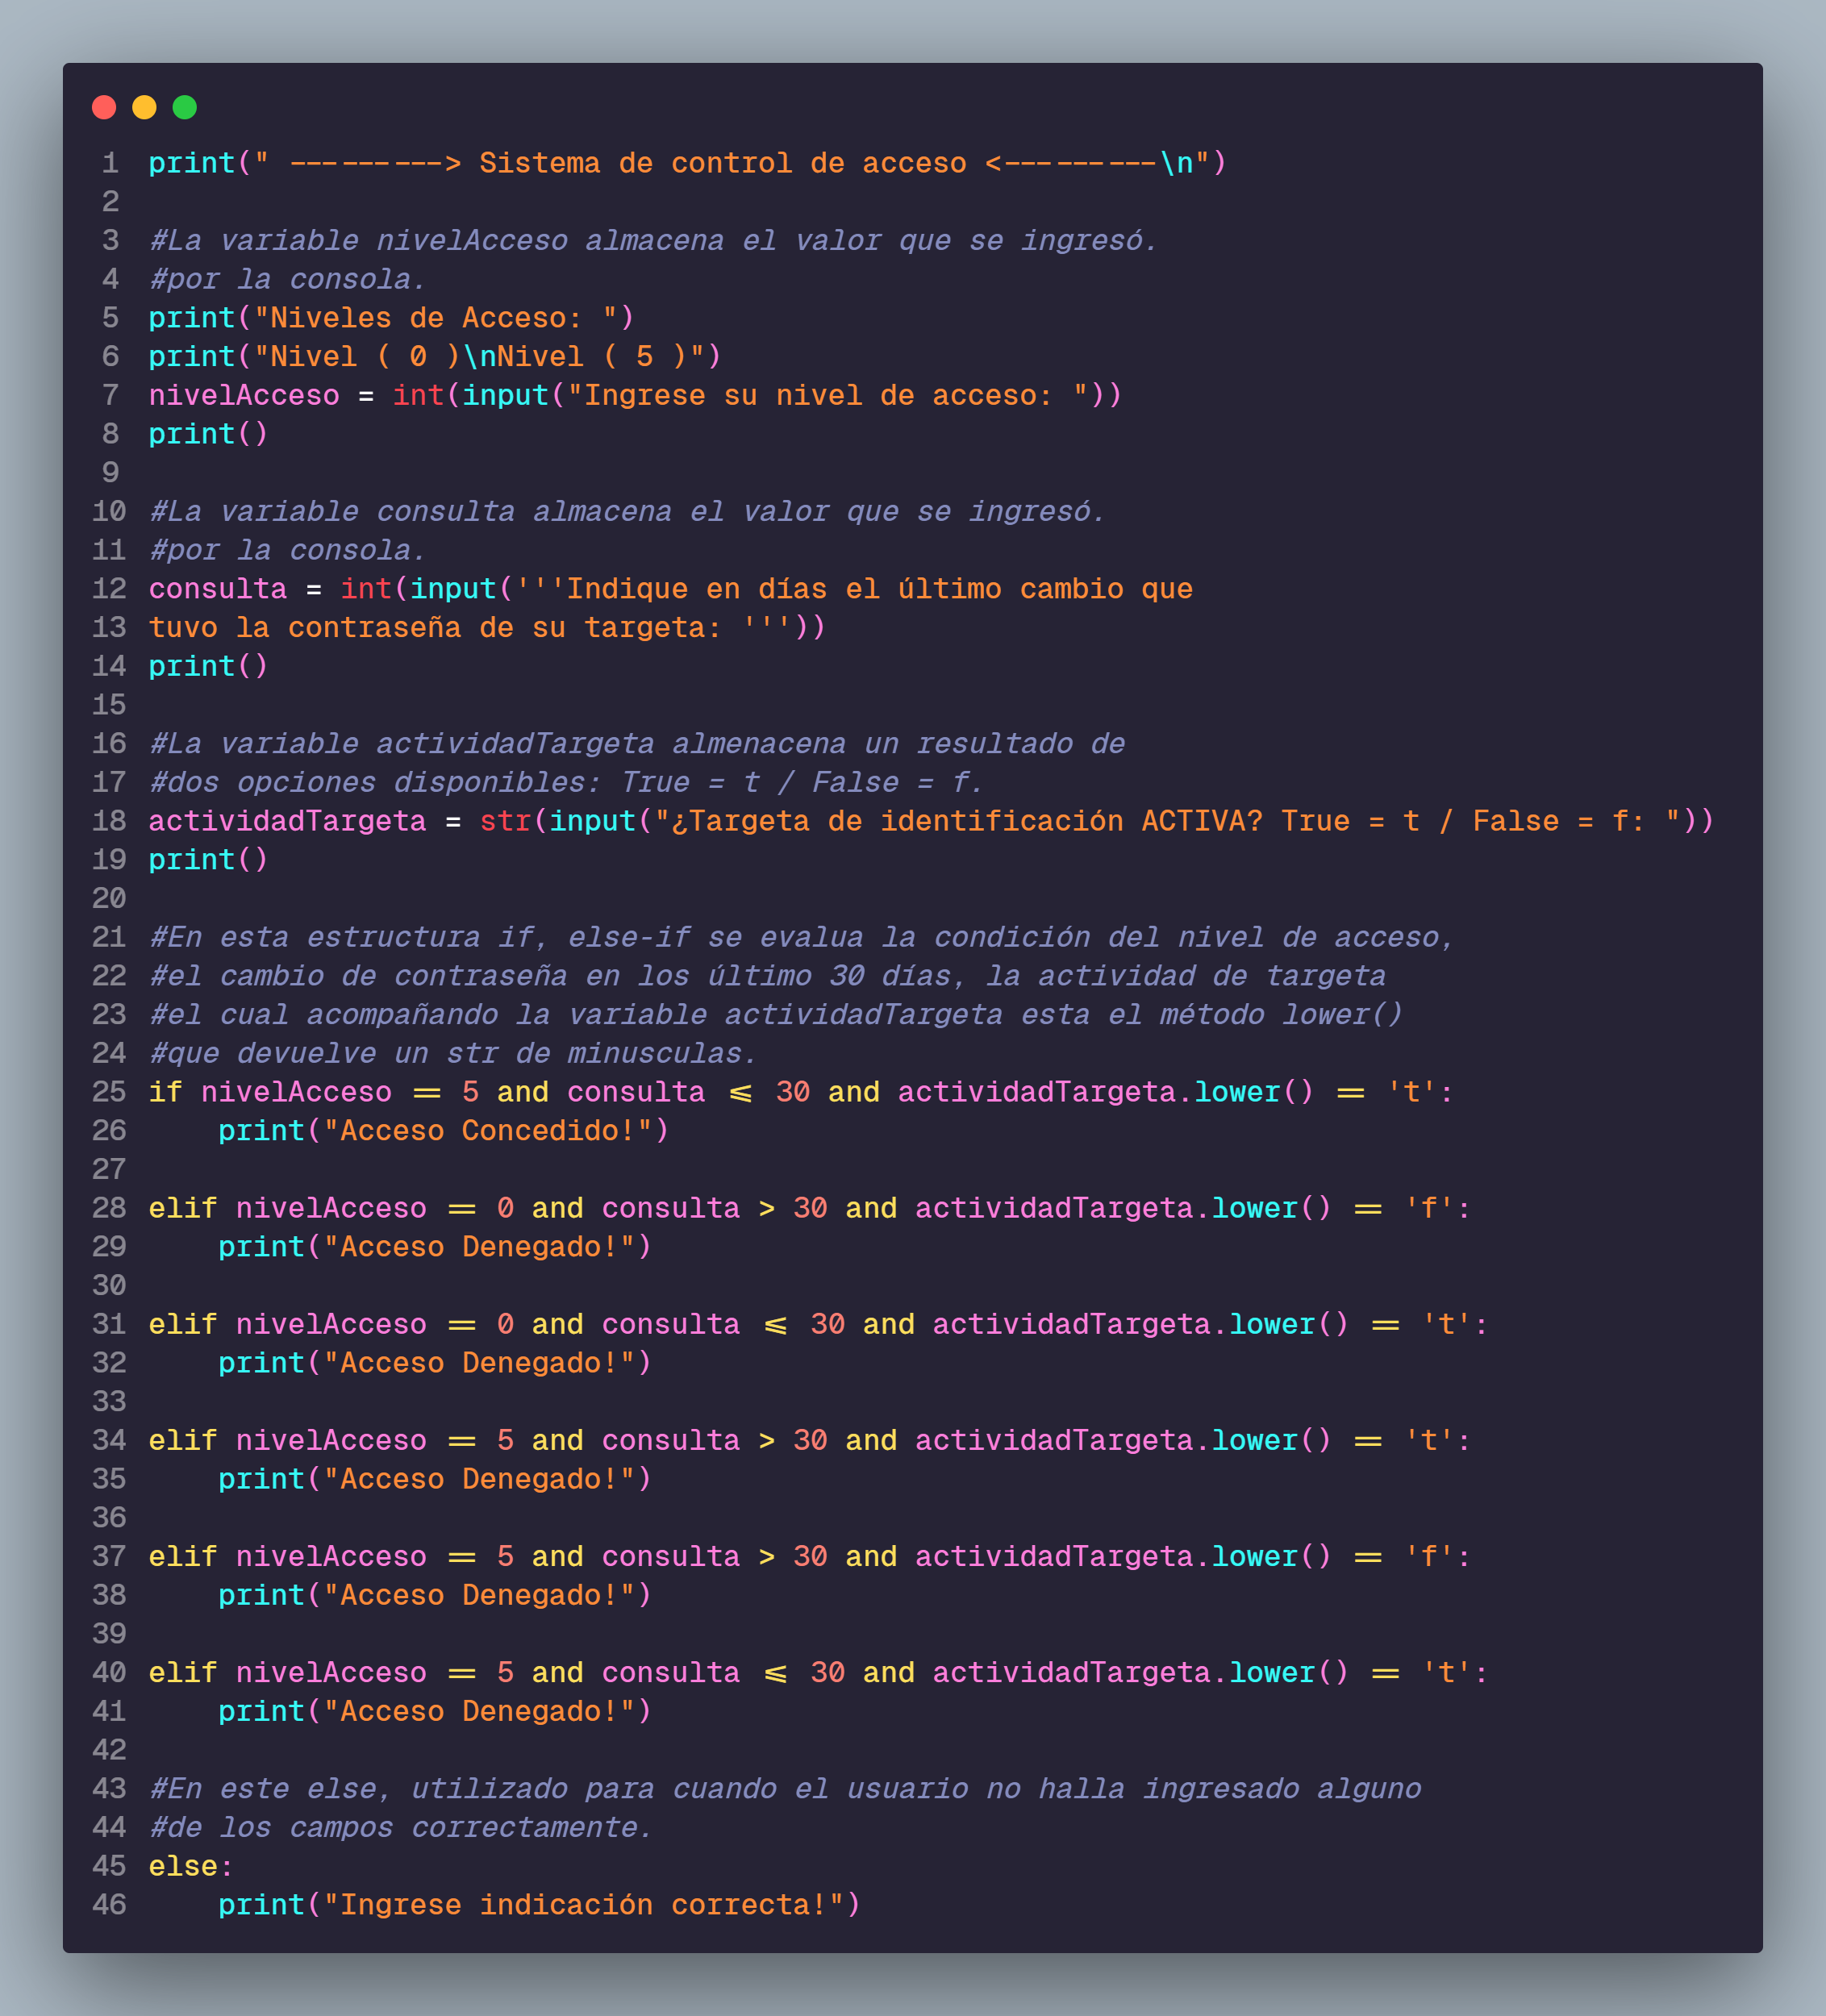 1 print(" ---------> Sistema de control de acceso <---------\n")
2
3 #La variable nivelAcceso almacena el valor que se ingresó.
4 #por la consola.
5 print("Niveles de Acceso: ")
6 print("Nivel ( 0 )\nNivel ( 5 )")
7 nivelAcceso = int(input("Ingrese su nivel de acceso: "))
8 print()
9
10 #La variable consulta almacena el valor que se ingresó.
11 #por la consola.
12 consulta = int(input('''Indique en días el último cambio que
13 tuvo la contraseña de su targeta: '''))
14 print()
15
16 #La variable actividadTargeta almenacena un resultado de
17 #dos opciones disponibles: True = t / False = f.
18 actividadTargeta = str(input("¿Targeta de identificación ACTIVA? True = t / False = f: "))
19 print()
20
21 #En esta estructura if, else-if se evalua la condición del nivel de acceso,
22 #el cambio de contraseña en los último 30 días, la actividad de targeta
23 #el cual acompañando la variable actividadTargeta esta el método lower()
24 #que devuelve un str de minusculas.
25 if nivelAcceso == 5 and consulta <= 30 and actividadTargeta.lower() == 't':
26     print("Acceso Concedido!")
27
28 elif nivelAcceso == 0 and consulta > 30 and actividadTargeta.lower() == 'f':
29     print("Acceso Denegado!")
30
31 elif nivelAcceso == 0 and consulta <= 30 and actividadTargeta.lower() == 't':
32     print("Acceso Denegado!")
33
34 elif nivelAcceso == 5 and consulta > 30 and actividadTargeta.lower() == 't':
35     print("Acceso Denegado!")
36
37 elif nivelAcceso == 5 and consulta > 30 and actividadTargeta.lower() == 'f':
38     print("Acceso Denegado!")
39
40 elif nivelAcceso == 5 and consulta <= 30 and actividadTargeta.lower() == 't':
41     print("Acceso Denegado!")
42
43 #En este else, utilizado para cuando el usuario no halla ingresado alguno
44 #de los campos correctamente.
45 else:
46     print("Ingrese indicación correcta!")